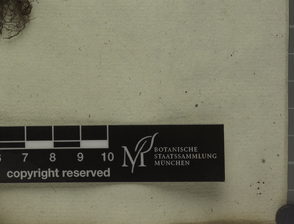 6 7 8 9 10
copyright reserved
M
BOTANISCHE
STAATSSAMMLUNG
MÜNCHEN